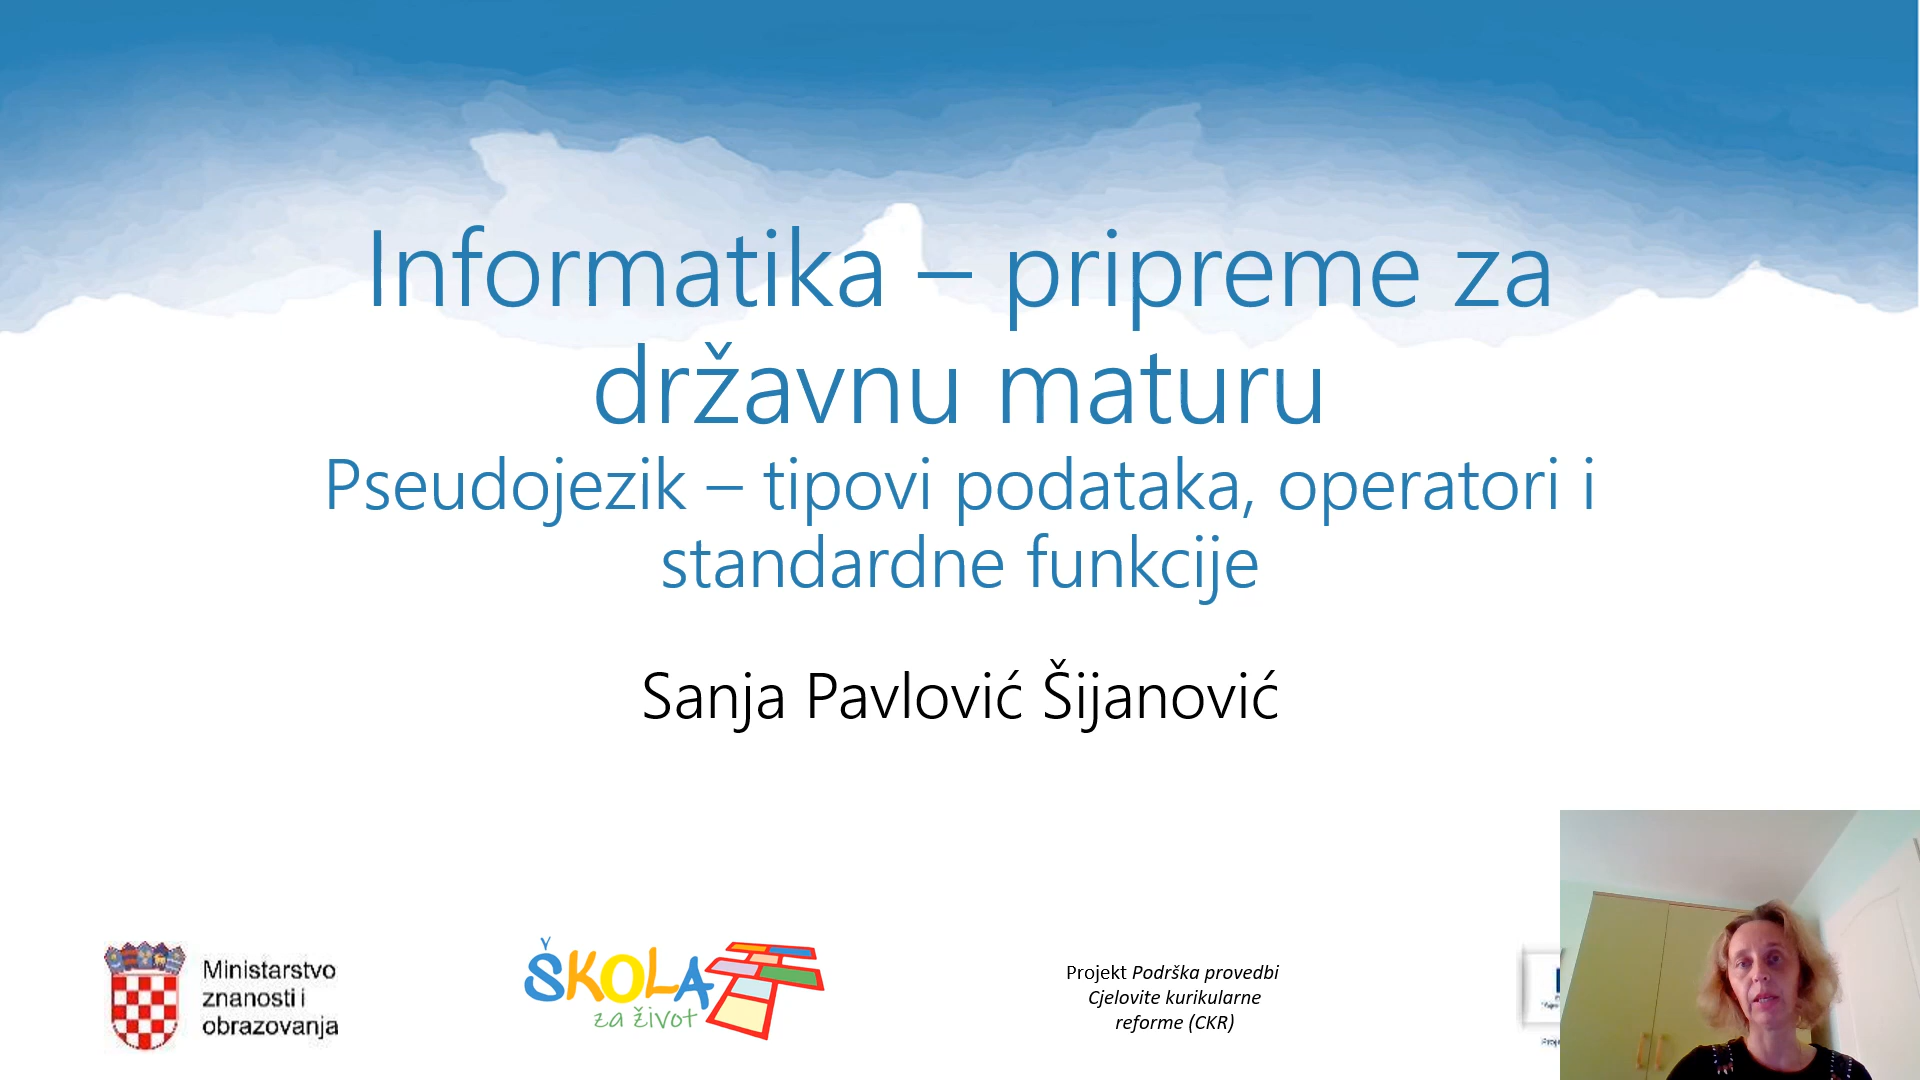 Informatika – pripreme za
državnu maturu
Pseudojezik – tipovi podataka, operatori i
standardne funkcije
Sanja Pavlović Šijanović
Ministarstvo
znanosti i
obrazovanja
ŠKOLA
za život
Projekt Podrška provedbi
Cjelovite kurikularne
reforme (CKR)